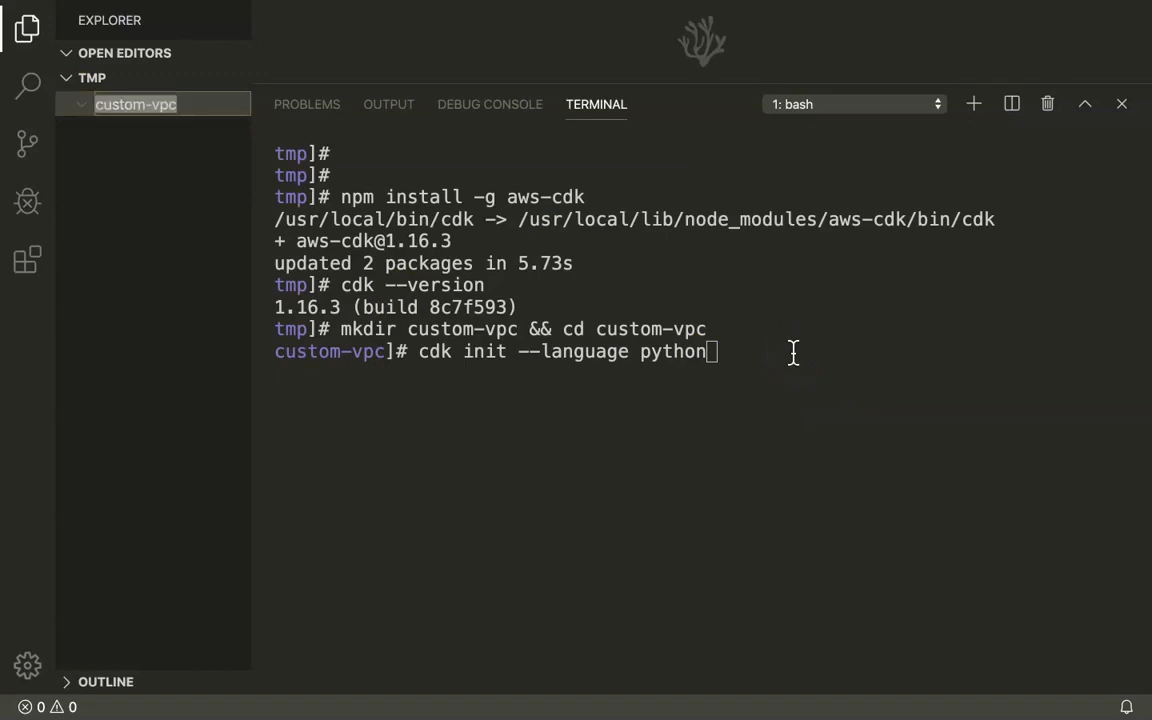 EXPLORER
OPEN EDITORS
TMP
custom-vpc
PROBLEMS
OUTPUT
DEBUG CONSOLE
TERMINAL
1: bash
tmp]#
tmp]#
tmp]# npm install -g aws-cdk
/usr/local/bin/cdk -> /usr/local/lib/node_modules/aws-cdk/bin/cdk
+ aws-cdk@1.16.3
updated 2 packages in 5.73s
tmp]# cdk --version
1.16.3 (build 8c7f593)
tmp]# mkdir custom-vpc && cd custom-vpc
custom-vpc]# cdk init --language python
OUTLINE
0 0